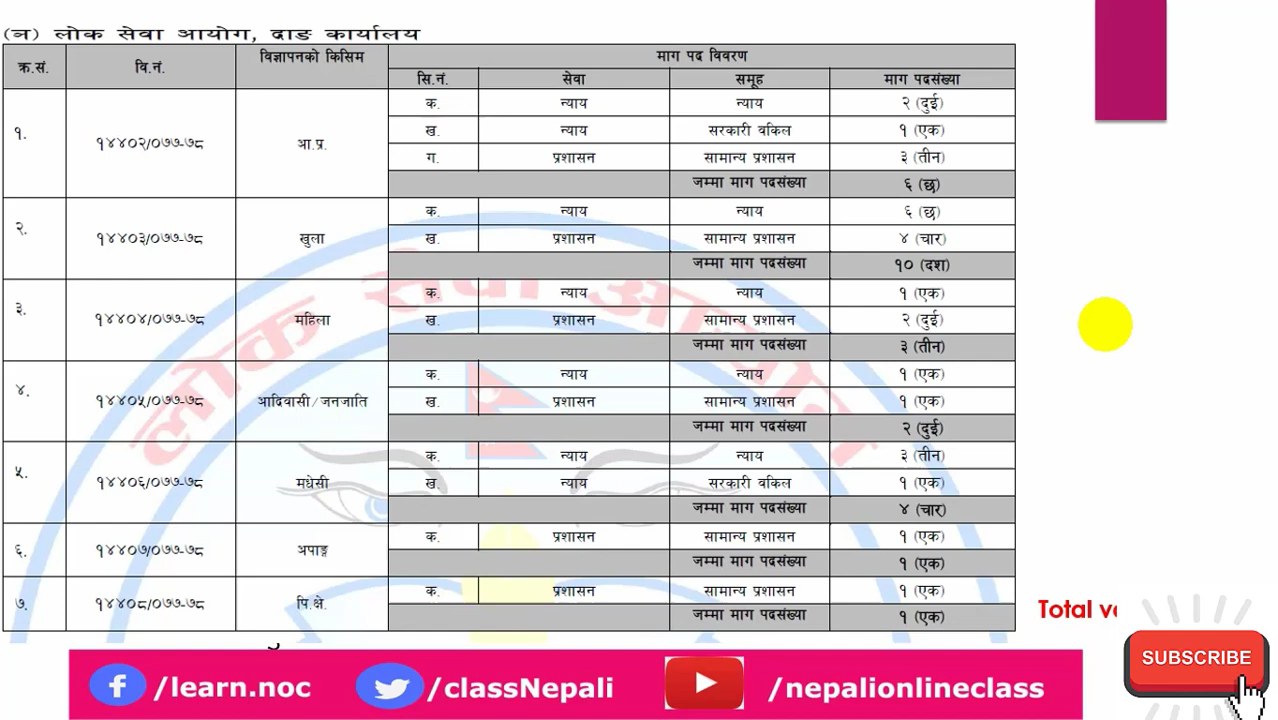 (ञ) लोक सेवा आयोग, दाङ कार्यालय
क्र.सं. वि.नं. विज्ञापनको किसिम माग पद विवरण
सि.नं. सेवा समूह माग पदसंख्या
१. १४४०२/०७७-७८ आ.प्र. क. न्याय न्याय २ (दुई)
ख. न्याय सरकारी वकिल १ (एक)
ग. प्रशासन सामान्य प्रशासन ३ (तीन)
जम्मा माग पदसंख्या ६ (छ)
२. १४४०३/०७७-७८ खुला क. न्याय न्याय ६ (छ)
ख. प्रशासन सामान्य प्रशासन ४ (चार)
जम्मा माग पदसंख्या १० (दश)
३. १४४०४/०७७-७८ महिला क. न्याय न्याय १ (एक)
ख. प्रशासन सामान्य प्रशासन २ (दुई)
जम्मा माग पदसंख्या ३ (तीन)
४. १४४०५/०७७-७८ आदिवासी/जनजाति क. न्याय न्याय १ (एक)
ख. प्रशासन सामान्य प्रशासन १ (एक)
जम्मा माग पदसंख्या २ (दुई)
५. १४४०६/०७७-७८ मधेसी क. न्याय न्याय ३ (तीन)
ख. न्याय सरकारी वकिल १ (एक)
जम्मा माग पदसंख्या ४ (चार)
६. १४४०७/०७७-७८ अपाङ्ग क. प्रशासन सामान्य प्रशासन १ (एक)
जम्मा माग पदसंख्या १ (एक)
७. १४४०८/०७७-७८ पि.क्षे. क. प्रशासन सामान्य प्रशासन १ (एक)
जम्मा माग पदसंख्या १ (एक)
लोक सेवा आयोग
Total
SUBSCRIBE
/learn.noc /classNepali /nepalionlineclass